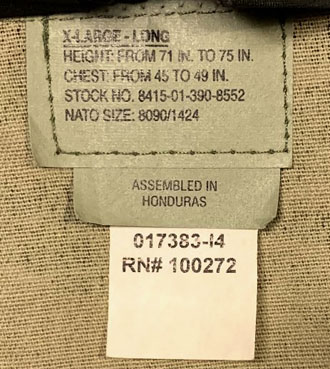 X-LARGE - LONG
HEIGHT: FROM 71 IN. TO 75 IN.
CHEST: FROM 45 TO 49 IN.
STOCK NO. 8415-01-390-8552
NATO SIZE: 8090/1424
ASSEMBLED IN
HONDURAS
017383-I4
RN# 100272